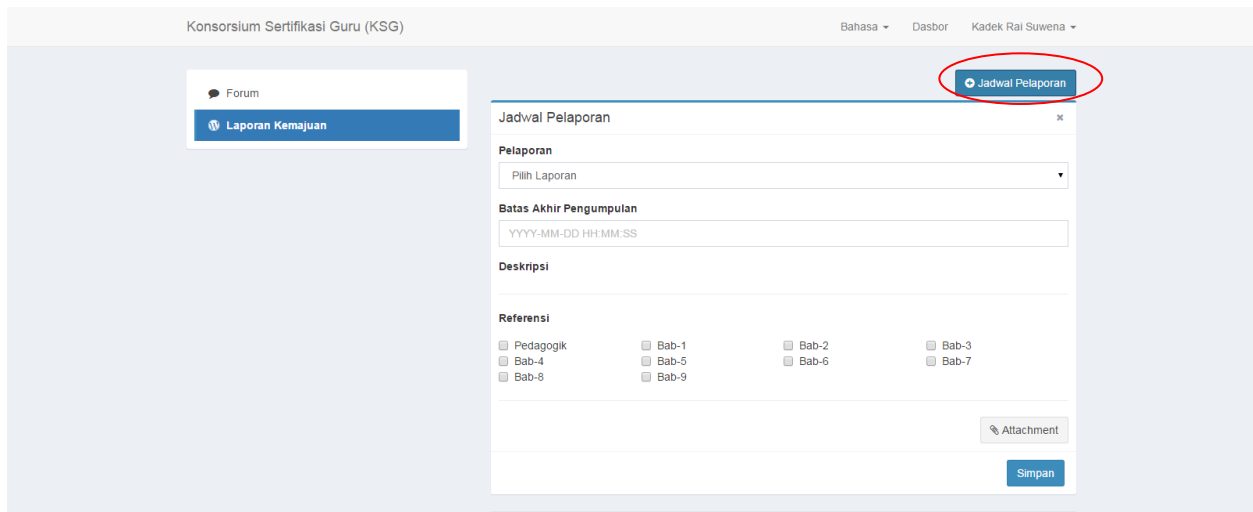 Konsorsium Sertifikasi Guru (KSG) Bahasa Dasbor Kadek Rai Suwena
Forum
Laporan Kemajuan
Jadwal Pelaporan
Jadwal Pelaporan
Pelaporan
Pilih Laporan
Batas Akhir Pengumpulan
YYYY-MM-DD HH:MM:SS
Deskripsi
Referensi
Pedagogik Bab-1 Bab-2 Bab-3
Bab-4 Bab-5 Bab-6 Bab-7
Bab-8 Bab-9
Attachment
Simpan